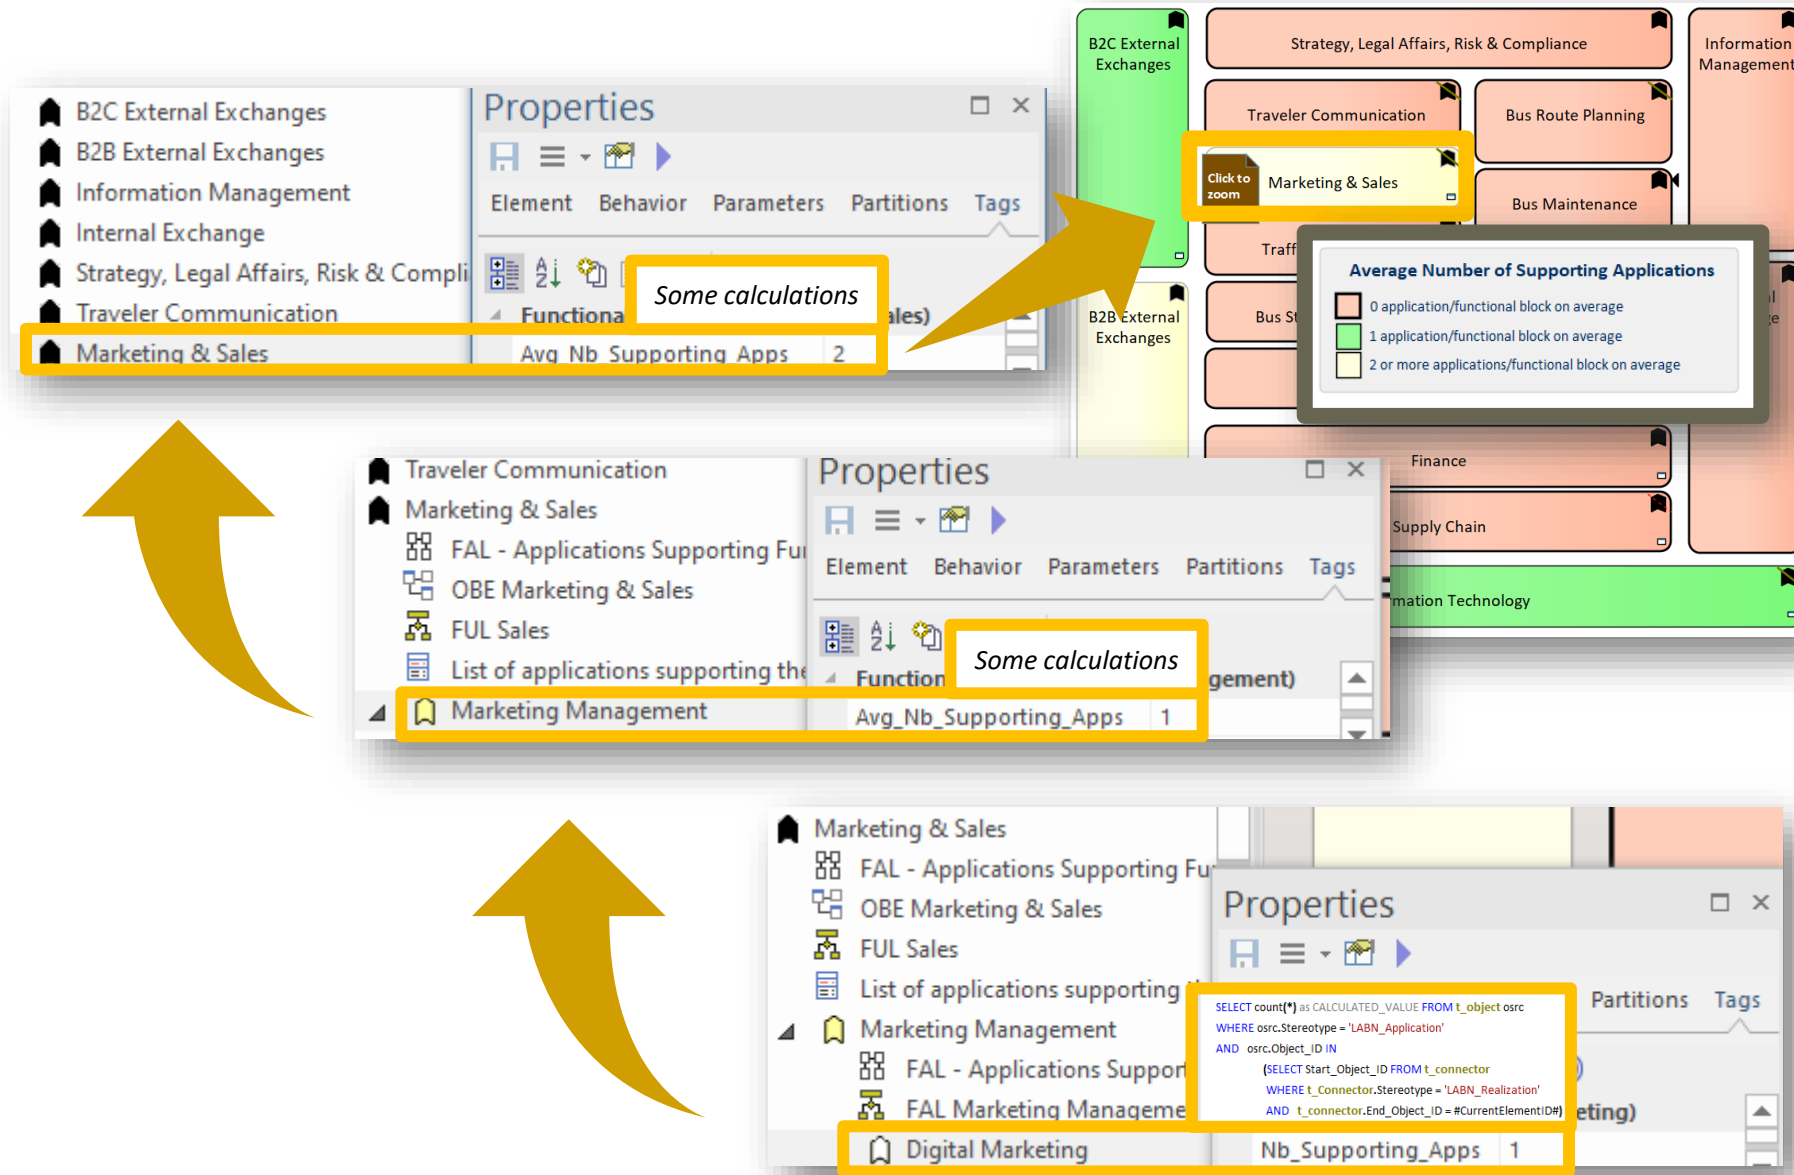 B2C External Exchanges
B2B External Exchanges
Information Management
Internal Exchange
Strategy, Legal Affairs, Risk & Compli
Traveler Communication
Marketing & Sales
Properties
Element Behavior Parameters Partitions Tags
Some calculations
Functiona
ales)
Avg_Nb_Supporting_Apps 2
B2C External
Exchanges
Strategy, Legal Affairs, Risk & Compliance
Information
Management
Traveler Communication
Bus Route Planning
Click to
zoom
Marketing & Sales
Bus Maintenance
Traff
B2B External
Exchanges
Bus St
Average Number of Supporting Applications
0 application/functional block on average
1 application/functional block on average
2 or more applications/functional block on average
Finance
Supply Chain
mation Technology
Traveler Communication
Marketing & Sales
FAL - Applications Supporting Fu
OBE Marketing & Sales
FUL Sales
List of applications supporting the
Marketing Management
Properties
Element Behavior Parameters Partitions Tags
Some calculations
Function
gement)
Avg_Nb_Supporting_Apps 1
Marketing & Sales
FAL - Applications Supporting Fu
OBE Marketing & Sales
FUL Sales
List of applications supporting
Marketing Management
FAL - Applications Support
FAL Marketing Manageme
Digital Marketing
Properties
Partitions Tags
SELECT count(*) as CALCULATED_VALUE FROM t_object osrc
WHERE osrc.Stereotype = 'LABN_Application'
AND osrc.Object_ID IN
(SELECT Start_Object_ID FROM t_connector
WHERE t_Connector.Stereotype = 'LABN_Realization'
AND t_connector.End_Object_ID = #CurrentElementID#)
eting)
Nb_Supporting_Apps 1